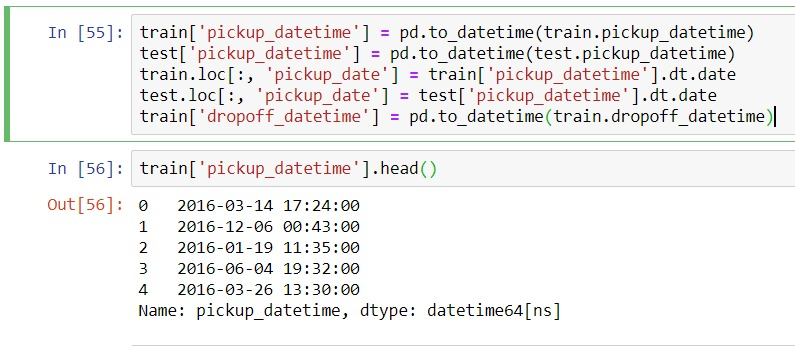 In [55]: train['pickup_datetime'] = pd.to_datetime(train.pickup_datetime)
test['pickup_datetime'] = pd.to_datetime(test.pickup_datetime)
train.loc[:, 'pickup_date'] = train['pickup_datetime'].dt.date
test.loc[:, 'pickup_date'] = test['pickup_datetime'].dt.date
train['dropoff_datetime'] = pd.to_datetime(train.dropoff_datetime)
In [56]: train['pickup_datetime'].head()
Out[56]: 0   2016-03-14 17:24:00
1   2016-12-06 00:43:00
2   2016-01-19 11:35:00
3   2016-06-04 19:32:00
4   2016-03-26 13:30:00
Name: pickup_datetime, dtype: datetime64[ns]